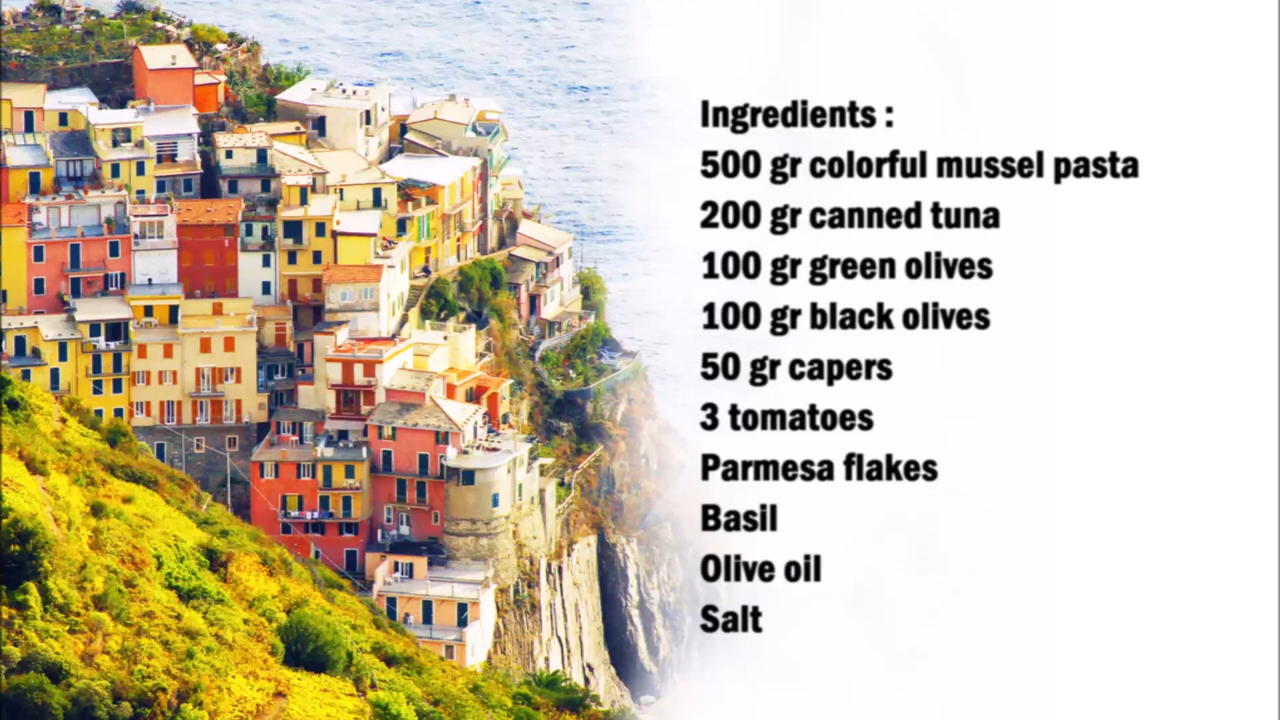 Ingredients :
500 gr colorful mussel pasta
200 gr canned tuna
100 gr green olives
100 gr black olives
50 gr capers
3 tomatoes
Parmesa flakes
Basil
Olive oil
Salt